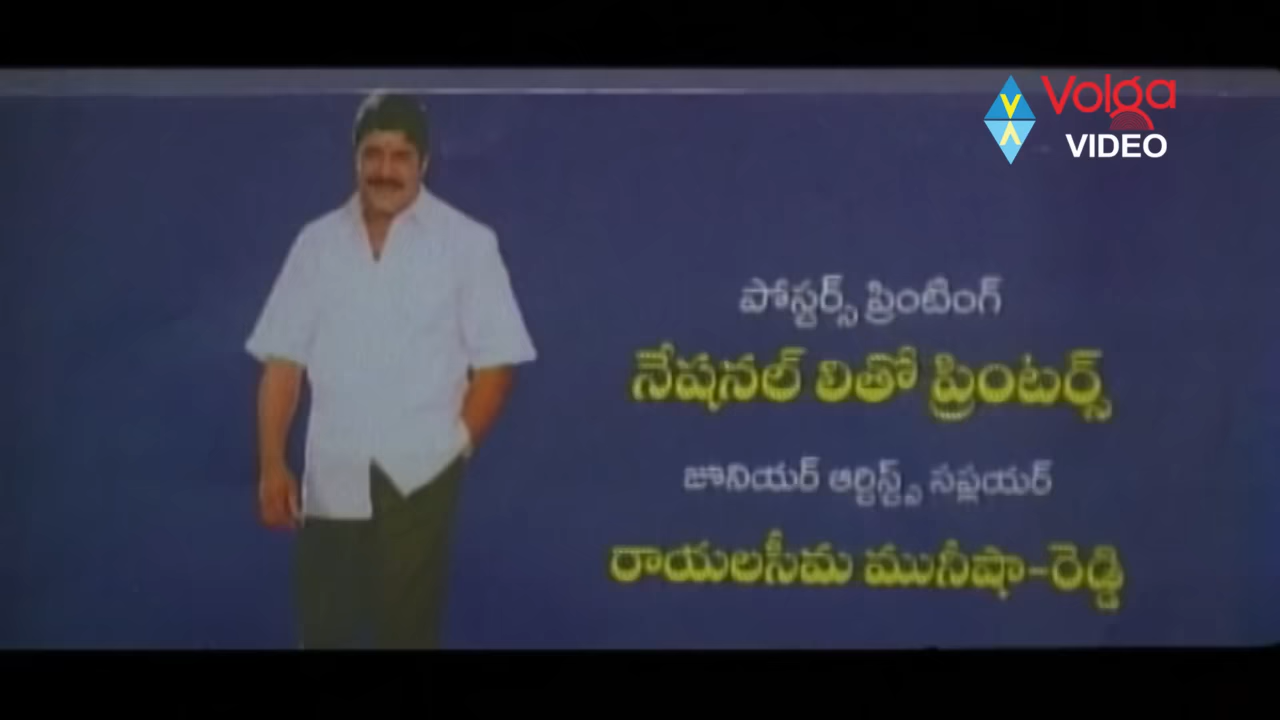 Volga
VIDEO
పోస్టర్స్ ప్రింటింగ్
నేషనల్ లితో ప్రింటర్స్
జూనియర్ ఆర్టిస్ట్స్ సప్లయర్
రాయలసీమ మునీషా-రెడ్డి